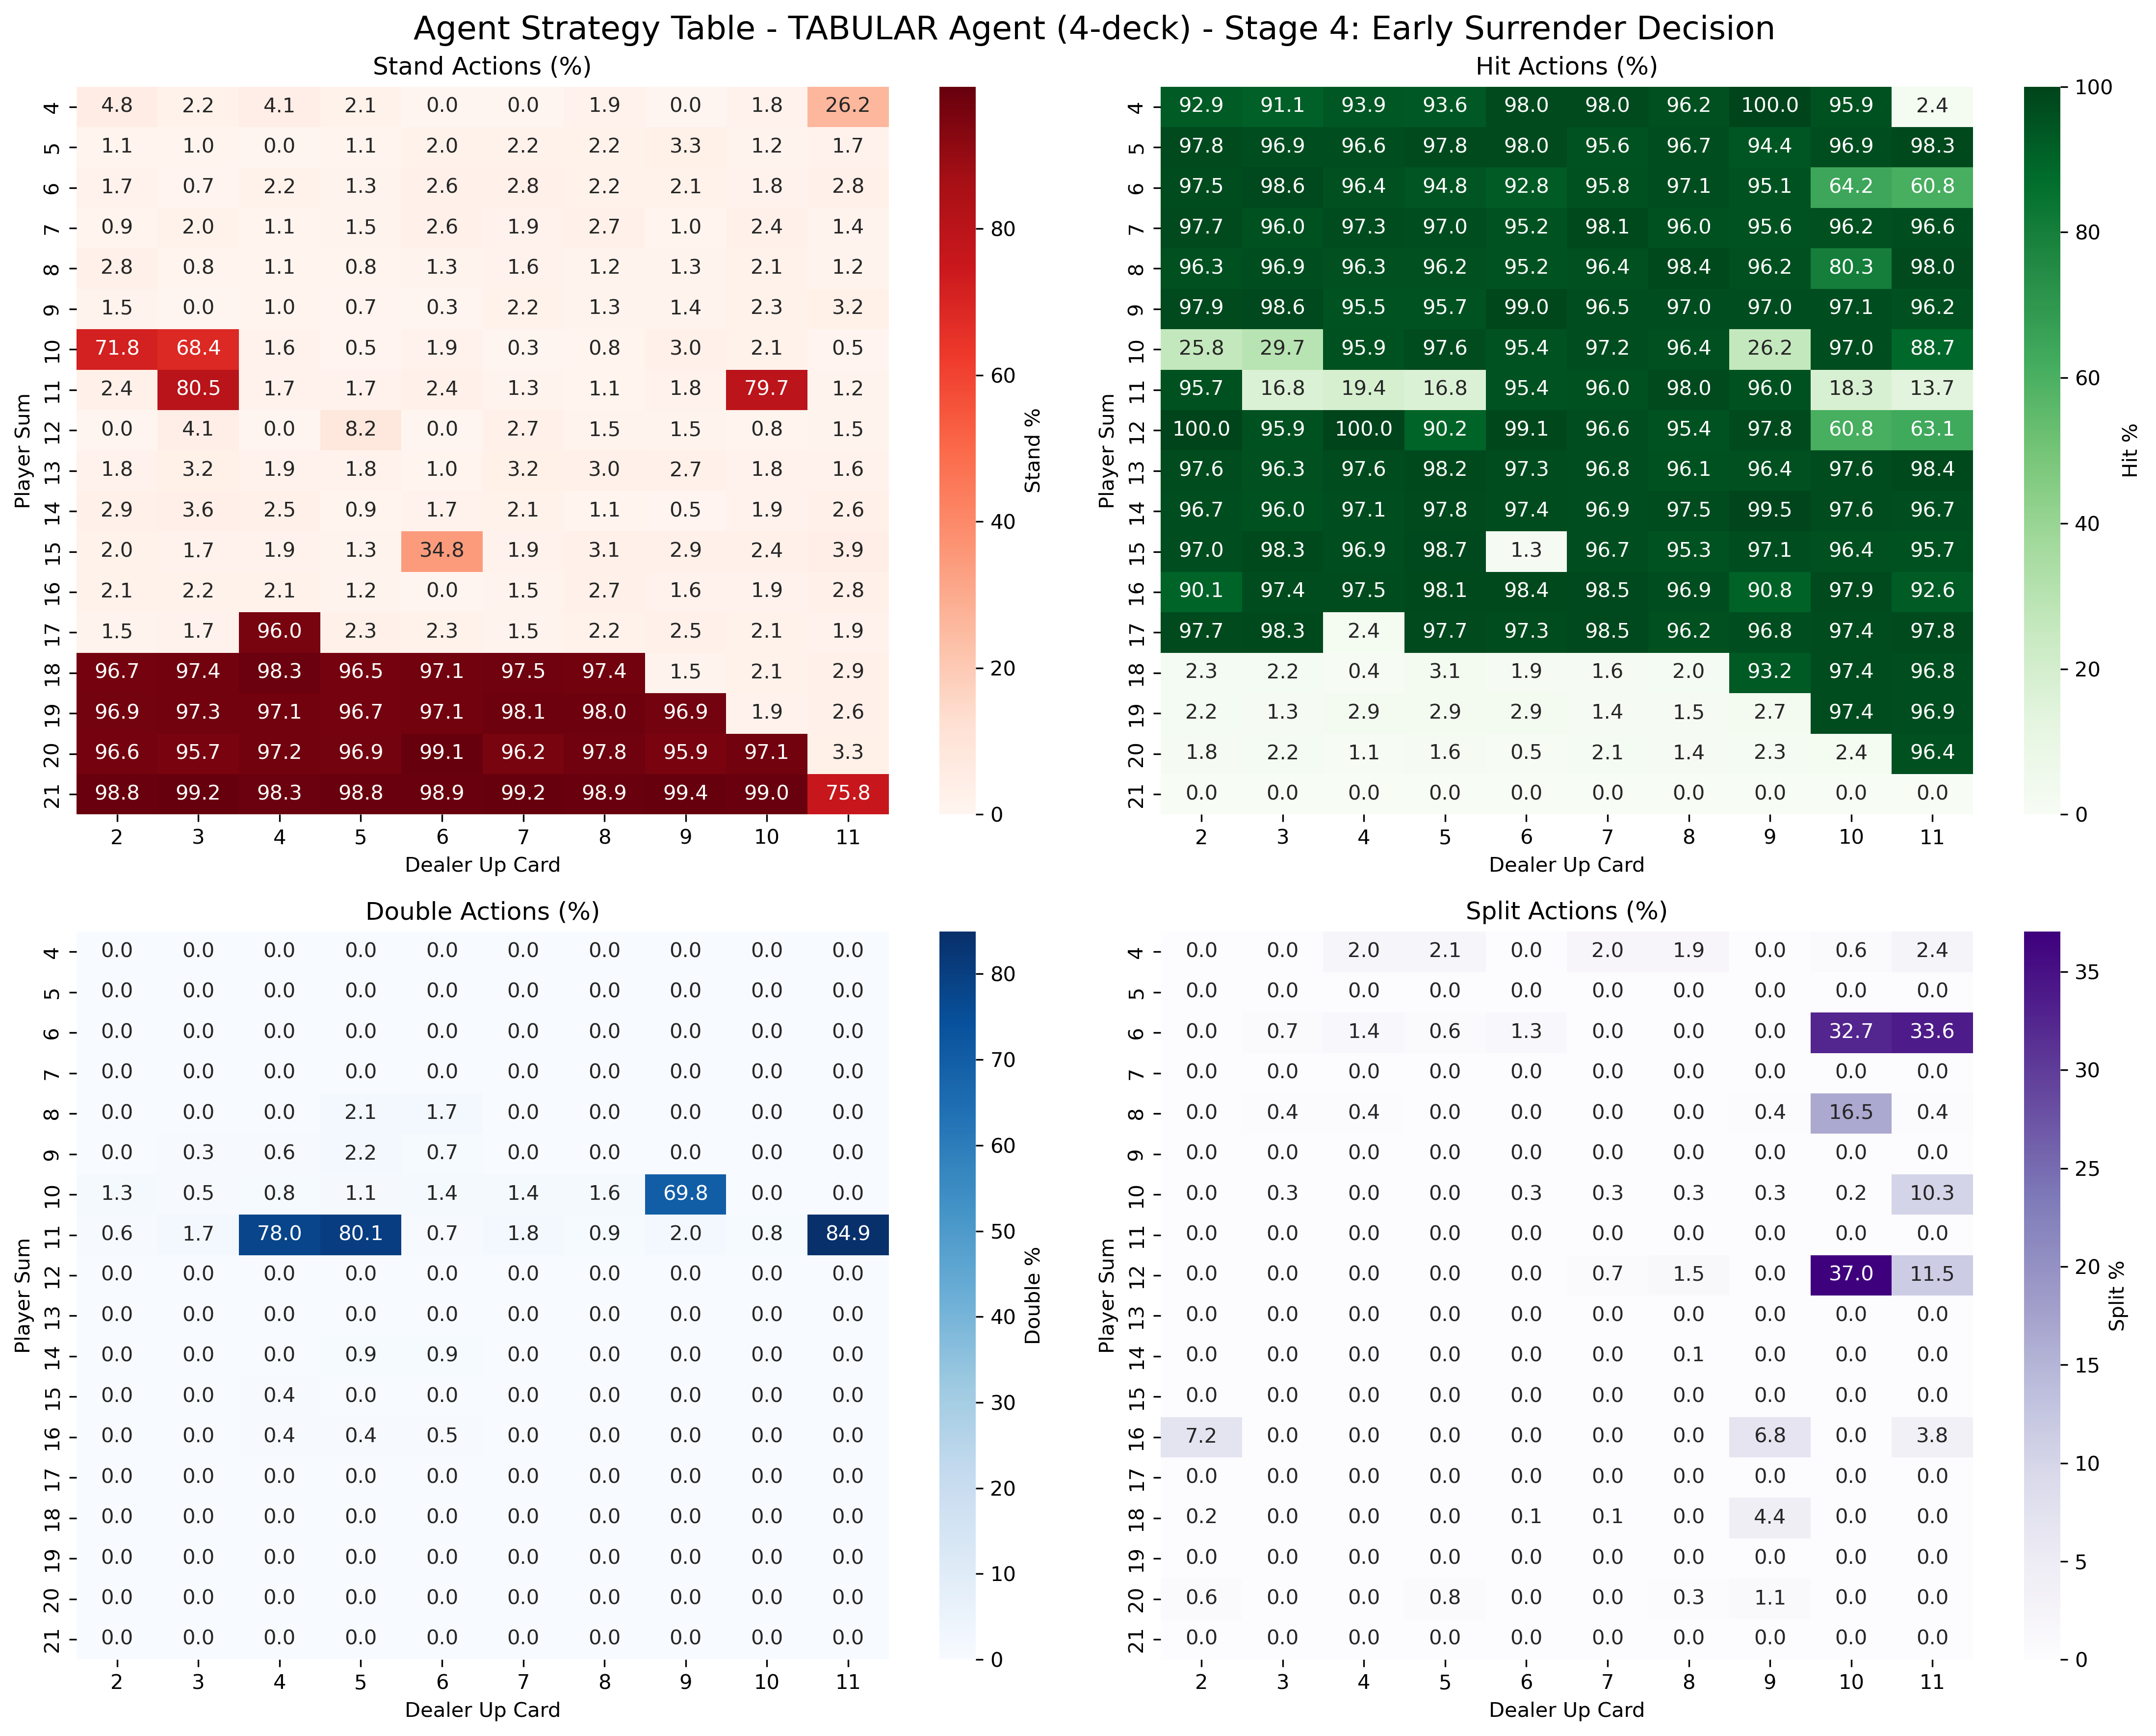 Agent Strategy Table - TABULAR Agent (4-deck) - Stage 4: Early Surrender Decision
Stand Actions (%)
Player Sum
4 4.8 2.2 4.1 2.1 0.0 0.0 1.9 0.0 1.8 26.2
5 1.1 1.0 0.0 1.1 2.0 2.2 2.2 3.3 1.2 1.7
6 1.7 0.7 2.2 1.3 2.6 2.8 2.2 2.1 1.8 2.8
7 0.9 2.0 1.1 1.5 2.6 1.9 2.7 1.0 2.4 1.4
8 2.8 0.8 1.1 0.8 1.3 1.6 1.2 1.3 2.1 1.2
9 1.5 0.0 1.0 0.7 0.3 2.2 1.3 1.4 2.3 3.2
10 71.8 68.4 1.6 0.5 1.9 0.3 0.8 3.0 2.1 0.5
11 2.4 80.5 1.7 1.7 2.4 1.3 1.1 1.8 79.7 1.2
12 0.0 4.1 0.0 8.2 0.0 2.7 1.5 1.5 0.8 1.5
13 1.8 3.2 1.9 1.8 1.0 3.2 3.0 2.7 1.8 1.6
14 2.9 3.6 2.5 0.9 1.7 2.1 1.1 0.5 1.9 2.6
15 2.0 1.7 1.9 1.3 34.8 1.9 3.1 2.9 2.4 3.9
16 2.1 2.2 2.1 1.2 0.0 1.5 2.7 1.6 1.9 2.8
17 1.5 1.7 96.0 2.3 2.3 1.5 2.2 2.5 2.1 1.9
18 96.7 97.4 98.3 96.5 97.1 97.5 97.4 1.5 2.1 2.9
19 96.9 97.3 97.1 96.7 97.1 98.1 98.0 96.9 1.9 2.6
20 96.6 95.7 97.2 96.9 99.1 96.2 97.8 95.9 97.1 3.3
21 98.8 99.2 98.3 98.8 98.9 99.2 98.9 99.4 99.0 75.8
2 3 4 5 6 7 8 9 10 11
Dealer Up Card
80
60
40
20
0
Stand %
Hit Actions (%)
Player Sum
4 92.9 91.1 93.9 93.6 98.0 98.0 96.2 100.0 95.9 2.4
5 97.8 96.9 96.6 97.8 98.0 95.6 96.7 94.4 96.9 98.3
6 97.5 98.6 96.4 94.8 92.8 95.8 97.1 95.1 64.2 60.8
7 97.7 96.0 97.3 97.0 95.2 98.1 96.0 95.6 96.2 96.6
8 96.3 96.9 96.3 96.2 95.2 96.4 98.4 96.2 80.3 98.0
9 97.9 98.6 95.5 95.7 99.0 96.5 97.0 97.0 97.1 96.2
10 25.8 29.7 95.9 97.6 95.4 97.2 96.4 26.2 97.0 88.7
11 95.7 16.8 19.4 16.8 95.4 96.0 98.0 96.0 18.3 13.7
12 100.0 95.9 100.0 90.2 99.1 96.6 95.4 97.8 60.8 63.1
13 97.6 96.3 97.6 98.2 97.3 96.8 96.1 96.4 97.6 98.4
14 96.7 96.0 97.1 97.8 97.4 96.9 97.5 99.5 97.6 96.7
15 97.0 98.3 96.9 98.7 1.3 96.7 95.3 97.1 96.4 95.7
16 90.1 97.4 97.5 98.1 98.4 98.5 96.9 90.8 97.9 92.6
17 97.7 98.3 2.4 97.7 97.3 98.5 96.2 96.8 97.4 97.8
18 2.3 2.2 0.4 3.1 1.9 1.6 2.0 93.2 97.4 96.8
19 2.2 1.3 2.9 2.9 2.9 1.4 1.5 2.7 97.4 96.9
20 1.8 2.2 1.1 1.6 0.5 2.1 1.4 2.3 2.4 96.4
21 0.0 0.0 0.0 0.0 0.0 0.0 0.0 0.0 0.0 0.0
2 3 4 5 6 7 8 9 10 11
Dealer Up Card
100
80
60
40
20
0
Hit %
Double Actions (%)
Player Sum
4 0.0 0.0 0.0 0.0 0.0 0.0 0.0 0.0 0.0 0.0
5 0.0 0.0 0.0 0.0 0.0 0.0 0.0 0.0 0.0 0.0
6 0.0 0.0 0.0 0.0 0.0 0.0 0.0 0.0 0.0 0.0
7 0.0 0.0 0.0 0.0 0.0 0.0 0.0 0.0 0.0 0.0
8 0.0 0.0 0.0 2.1 1.7 0.0 0.0 0.0 0.0 0.0
9 0.0 0.3 0.6 2.2 0.7 0.0 0.0 0.0 0.0 0.0
10 1.3 0.5 0.8 1.1 1.4 1.4 1.6 69.8 0.0 0.0
11 0.6 1.7 78.0 80.1 0.7 1.8 0.9 2.0 0.8 84.9
12 0.0 0.0 0.0 0.0 0.0 0.0 0.0 0.0 0.0 0.0
13 0.0 0.0 0.0 0.0 0.0 0.0 0.0 0.0 0.0 0.0
14 0.0 0.0 0.0 0.9 0.9 0.0 0.0 0.0 0.0 0.0
15 0.0 0.0 0.4 0.0 0.0 0.0 0.0 0.0 0.0 0.0
16 0.0 0.0 0.4 0.4 0.5 0.0 0.0 0.0 0.0 0.0
17 0.0 0.0 0.0 0.0 0.0 0.0 0.0 0.0 0.0 0.0
18 0.0 0.0 0.0 0.0 0.0 0.0 0.0 0.0 0.0 0.0
19 0.0 0.0 0.0 0.0 0.0 0.0 0.0 0.0 0.0 0.0
20 0.0 0.0 0.0 0.0 0.0 0.0 0.0 0.0 0.0 0.0
21 0.0 0.0 0.0 0.0 0.0 0.0 0.0 0.0 0.0 0.0
2 3 4 5 6 7 8 9 10 11
Dealer Up Card
80
70
60
50
40
30
20
10
0
Double %
Split Actions (%)
Player Sum
4 0.0 0.0 2.0 2.1 0.0 2.0 1.9 0.0 0.6 2.4
5 0.0 0.0 0.0 0.0 0.0 0.0 0.0 0.0 0.0 0.0
6 0.0 0.7 1.4 0.6 1.3 0.0 0.0 0.0 32.7 33.6
7 0.0 0.0 0.0 0.0 0.0 0.0 0.0 0.0 0.0 0.0
8 0.0 0.4 0.4 0.0 0.0 0.0 0.0 0.4 16.5 0.4
9 0.0 0.0 0.0 0.0 0.0 0.0 0.0 0.0 0.0 0.0
10 0.0 0.3 0.0 0.0 0.3 0.3 0.3 0.3 0.2 10.3
11 0.0 0.0 0.0 0.0 0.0 0.0 0.0 0.0 0.0 0.0
12 0.0 0.0 0.0 0.0 0.0 0.7 1.5 0.0 37.0 11.5
13 0.0 0.0 0.0 0.0 0.0 0.0 0.0 0.0 0.0 0.0
14 0.0 0.0 0.0 0.0 0.0 0.0 0.1 0.0 0.0 0.0
15 0.0 0.0 0.0 0.0 0.0 0.0 0.0 0.0 0.0 0.0
16 7.2 0.0 0.0 0.0 0.0 0.0 0.0 6.8 0.0 3.8
17 0.0 0.0 0.0 0.0 0.0 0.0 0.0 0.0 0.0 0.0
18 0.2 0.0 0.0 0.0 0.1 0.1 0.0 4.4 0.0 0.0
19 0.0 0.0 0.0 0.0 0.0 0.0 0.0 0.0 0.0 0.0
20 0.6 0.0 0.0 0.8 0.0 0.0 0.3 1.1 0.0 0.0
21 0.0 0.0 0.0 0.0 0.0 0.0 0.0 0.0 0.0 0.0
2 3 4 5 6 7 8 9 10 11
Dealer Up Card
35
30
25
20
15
10
5
0
Split %